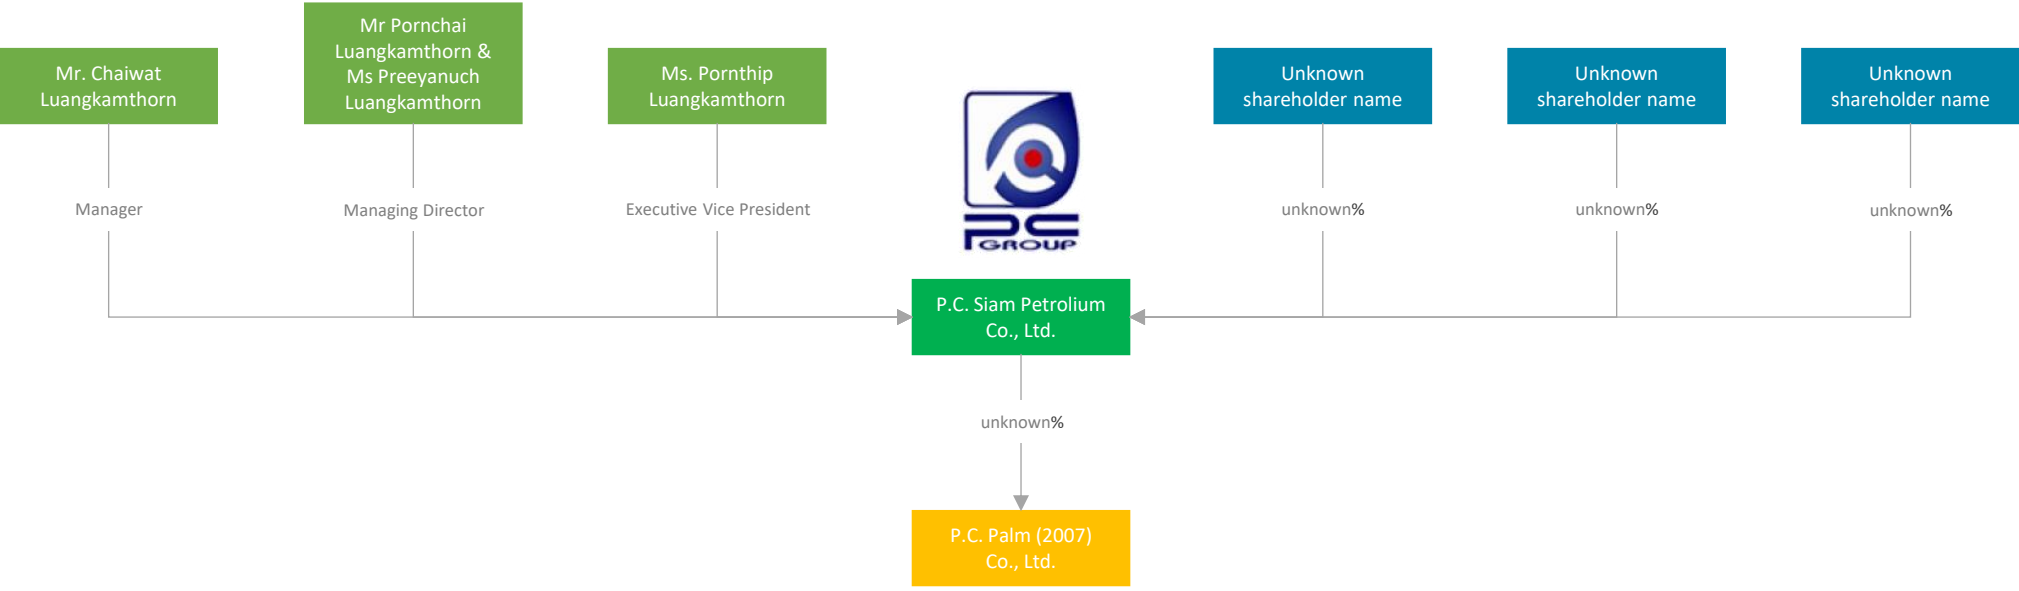 Mr. Chaiwat
Luangkamthorn
Mr Pornchai
Luangkamthorn &
Ms Preeyanuch
Luangkamthorn
Ms. Pornthip
Luangkamthorn
Unknown
shareholder name
Unknown
shareholder name
Unknown
shareholder name
Manager
Managing Director
Executive Vice President
PC
GROUP
unknown%
unknown%
unknown%
P.C. Siam Petrolium
Co., Ltd.
unknown%
P.C. Palm (2007)
Co., Ltd.